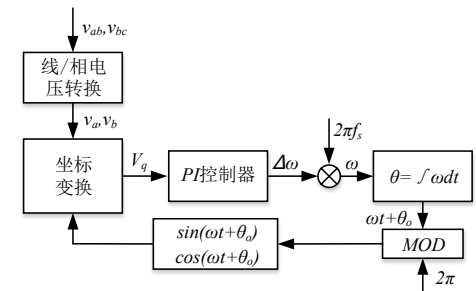 v_ab,v_bc
线/相电
压转换
v_a,v_b
坐标
变换
V_q
PI控制器
Δω
2πf_s
ω
θ=∫ωdt
ωt+θ_o
MOD
2π
sin(ωt+θ_o)
cos(ωt+θ_o)